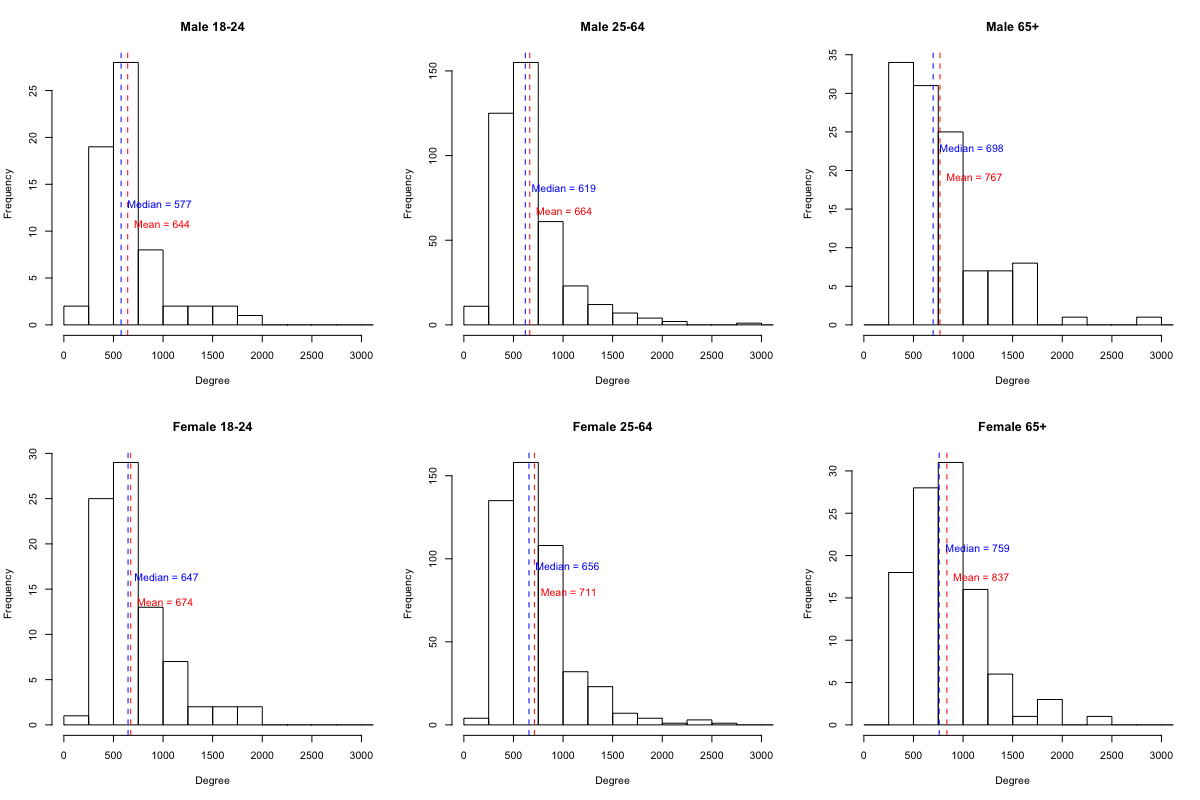 Male 18-24
Frequency
25
20
15
10
5
0
Median = 577
Mean = 644
0 500 1000 1500 2000 2500 3000
Degree
Male 25-64
Frequency
150
100
50
0
Median = 619
Mean = 664
0 500 1000 1500 2000 2500 3000
Degree
Male 65+
Frequency
35
30
25
20
15
10
5
0
Median = 698
Mean = 767
0 500 1000 1500 2000 2500 3000
Degree
Female 18-24
Frequency
30
25
20
15
10
5
0
Median = 647
Mean = 674
0 500 1000 1500 2000 2500 3000
Degree
Female 25-64
Frequency
150
100
50
0
Median = 656
Mean = 711
0 500 1000 1500 2000 2500 3000
Degree
Female 65+
Frequency
30
25
20
15
10
5
0
Median = 759
Mean = 837
0 500 1000 1500 2000 2500 3000
Degree